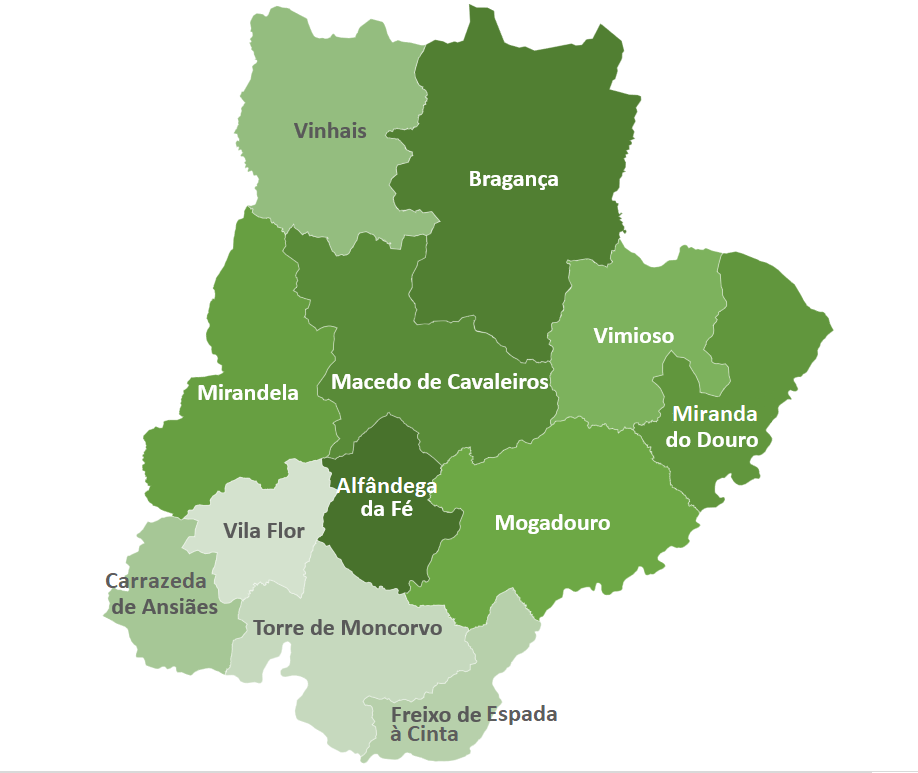 Vinhais
Bragança
Vimioso
Macedo de Cavaleiros
Mirandela
Miranda
do Douro
Alfândega
da Fé
Mogadouro
Vila Flor
Carrazeda
de Ansiães
Torre de Moncorvo
Freixo de Espada
à Cinta